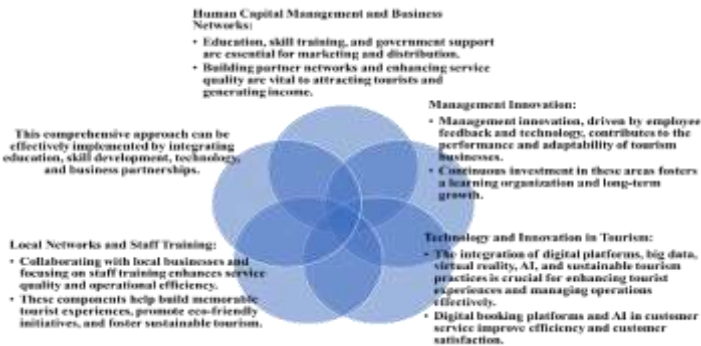 Human Capital Management and Business
Networks:
• Education, skill training, and government support
are essential for marketing and distribution.
• Building partner networks and enhancing service
quality are vital to attracting tourists and
generating income.
Management Innovation:
• Management innovation, driven by employee
feedback and technology, contributes to the
performance and adaptability of tourism
businesses.
• Continuous investment in these areas fosters
a learning organization and long-term
growth.
Technology and Innovation in Tourism:
• The integration of digital platforms, big data,
virtual reality, AI, and sustainable tourism
practices is crucial for enhancing tourist
experiences and managing operations
effectively.
• Digital booking platforms and AI in customer
service improve efficiency and customer
satisfaction.
Local Networks and Staff Training:
• Collaborating with local businesses and
focusing on staff training enhances service
quality and operational efficiency.
• These components help build memorable
tourist experiences, promote eco-friendly
initiatives, and foster sustainable tourism.
This comprehensive approach can be
effectively implemented by integrating
education, skill development, technology,
and business partnerships.